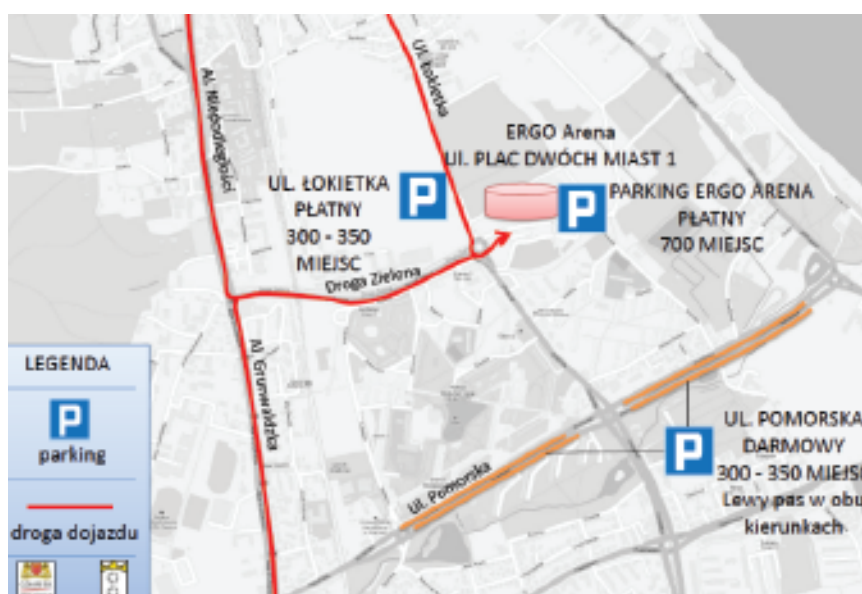 Al. Niepodległości
Ul. Łokietka
ERGO Arena
Ul. PLAC DWÓCH MIAST 1
UL. ŁOKIETKA
PŁATNY
300 - 350
MIEJSC
P
P
PARKING ERGO ARENA
PŁATNY
700 MIEJSC
Droga Zielona
Al. Grunwaldzka
LEGENDA
P
parking
droga dojazdu
UL. POMORSKA
DARMOWY
300 - 350 MIEJS
Lewy pas w obu
kierunkach
P
ul. Pomorska